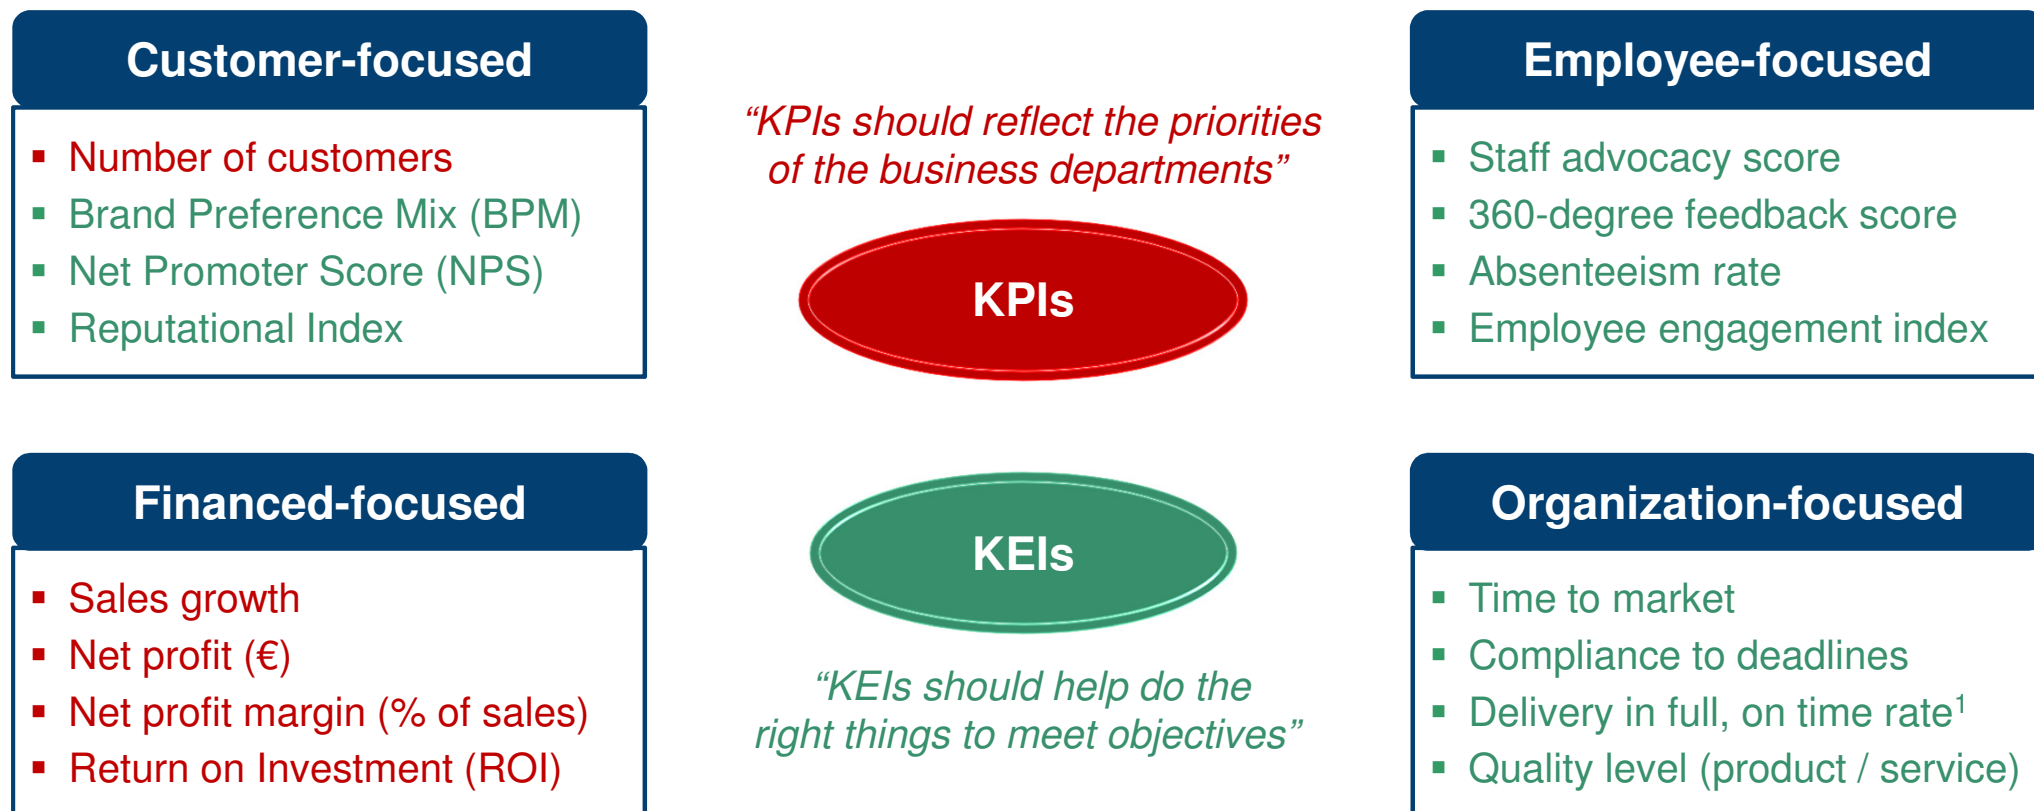 Customer-focused
▪ Number of customers
▪ Brand Preference Mix (BPM)
▪ Net Promoter Score (NPS)
▪ Reputational Index
“KPIs should reflect the priorities
of the business departments”
KPIs
Employee-focused
▪ Staff advocacy score
▪ 360-degree feedback score
▪ Absenteeism rate
▪ Employee engagement index
Financed-focused
▪ Sales growth
▪ Net profit (€)
▪ Net profit margin (% of sales)
▪ Return on Investment (ROI)
KEIs
“KEIs should help do the
right things to meet objectives”
Organization-focused
▪ Time to market
▪ Compliance to deadlines
▪ Delivery in full, on time rate¹
▪ Quality level (product / service)